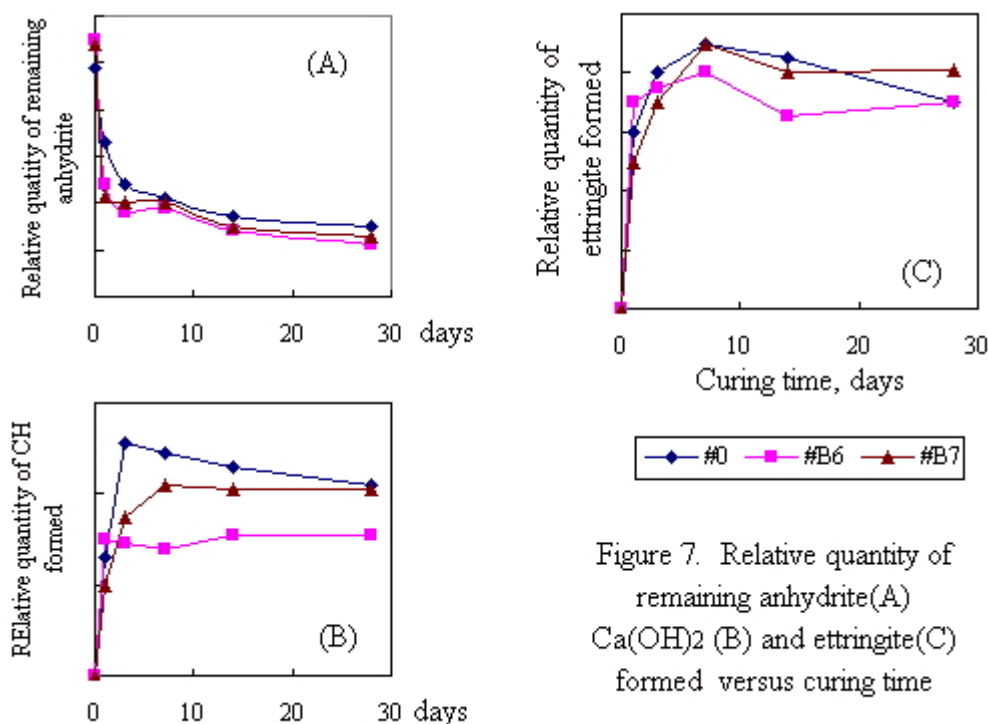 Relative quatity of remaining
anhydrite
(A)
0 10 20 30 days
Relative quantity of
ettringite formed
(C)
0 10 20 30
Curing time, days
RElative quantity of CH
formed
(B)
0 10 20 30 days
#0 #B6 #B7
Figure 7. Relative quantity of
remaining anhydrite(A)
Ca(OH)2 (B) and ettringite(C)
formed versus curing time